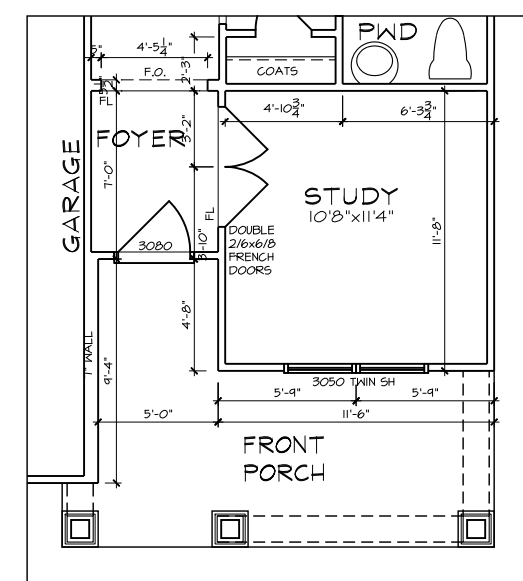 PWD
5"
4'-5 1/4"
2'-3"
F.O.
COATS
5 1/2"
FL
4'-10 3/4"
6'-3 3/4"
FOYER
3'-2"
GARAGE
7'-0"
STUDY
10'8"x11'4"
FL
DOUBLE
2/6x6/8
FRENCH
DOORS
11'-8"
3080
3'-10"
4'-8"
1" WALL
9'-4"
3050 TWIN SH
5'-9"
5'-9"
5'-0"
11'-6"
FRONT
PORCH